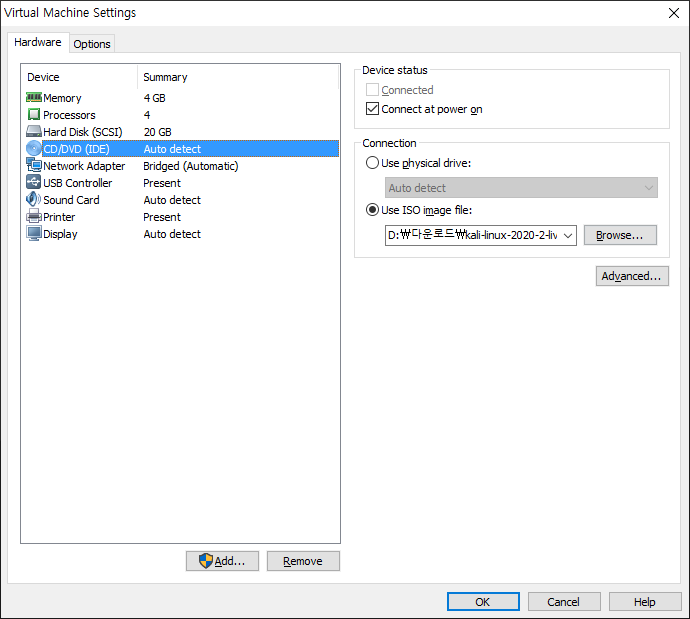 Virtual Machine Settings
Hardware Options
Device Summary
Memory 4 GB
Processors 4
Hard Disk (SCSI) 20 GB
CD/DVD (IDE) Auto detect
Network Adapter Bridged (Automatic)
USB Controller Present
Sound Card Auto detect
Printer Present
Display Auto detect
Add... Remove
Device status
Connected
Connect at power on
Connection
Use physical drive:
Auto detect
Use ISO image file:
D:₩다운로드₩kali-linux-2020-2-liv Browse...
Advanced...
OK Cancel Help